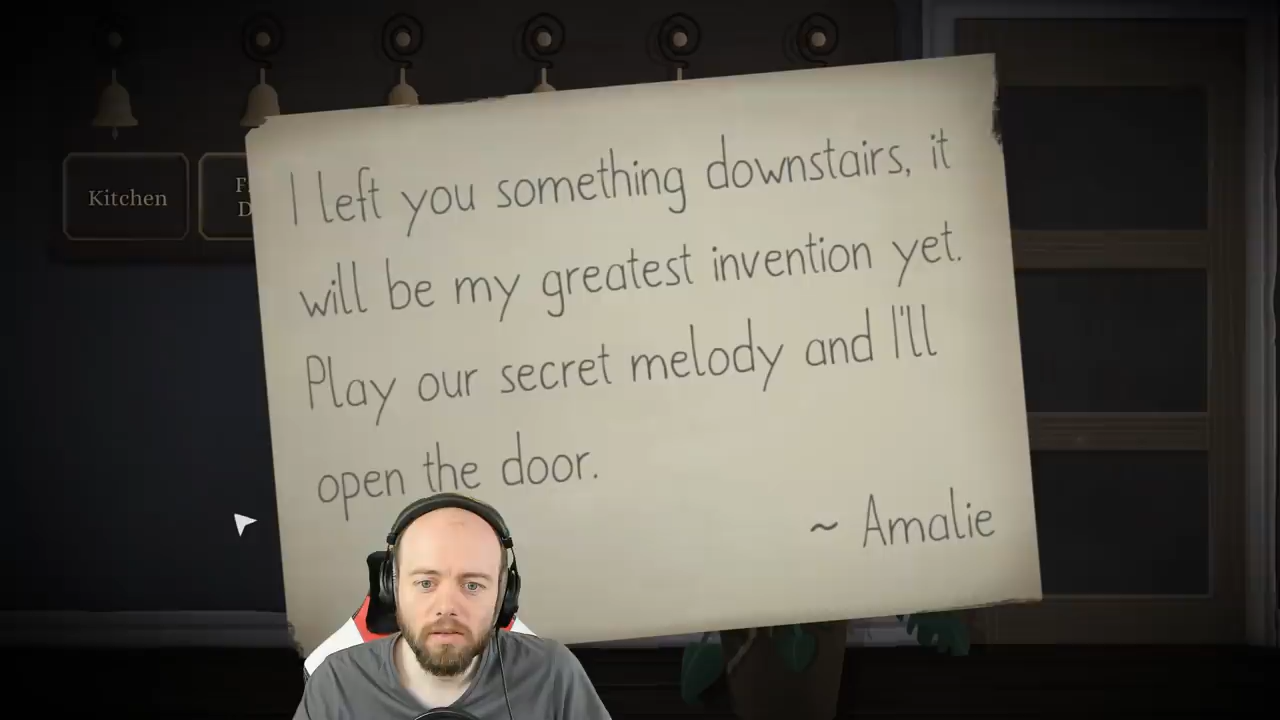 Kitchen
I left you something downstairs, it
will be my greatest invention yet.
Play our secret melody and I'll
open the door.
~ Amalie